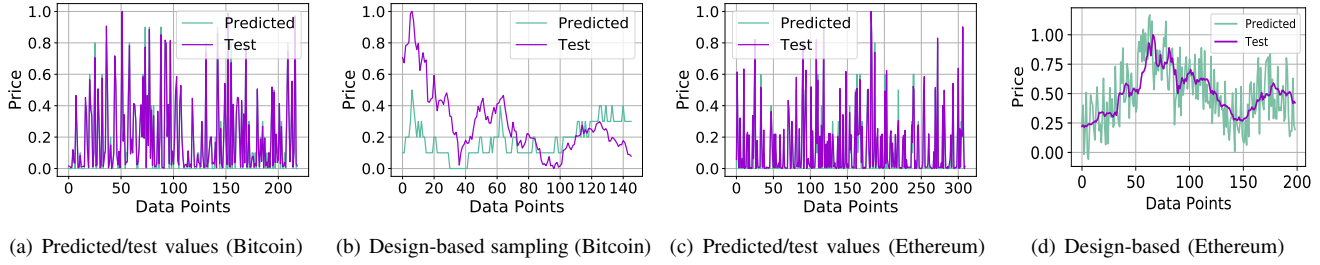 Predicted
Test
Price
1.0
0.8
0.6
0.4
0.2
0.0
0
50
100
150
200
Data Points
(a) Predicted/test values (Bitcoin)
Predicted
Test
Price
1.0
0.8
0.6
0.4
0.2
0.0
0
20
40
60
80
100
120
140
Data Points
(b) Design-based sampling (Bitcoin)
Predicted
Test
Price
1.0
0.8
0.6
0.4
0.2
0.0
0
50
100
150
200
250
300
Data Points
(c) Predicted/test values (Ethereum)
Predicted
Test
Price
1.00
0.75
0.50
0.25
0.00
0
50
100
150
200
Data Points
(d) Design-based (Ethereum)